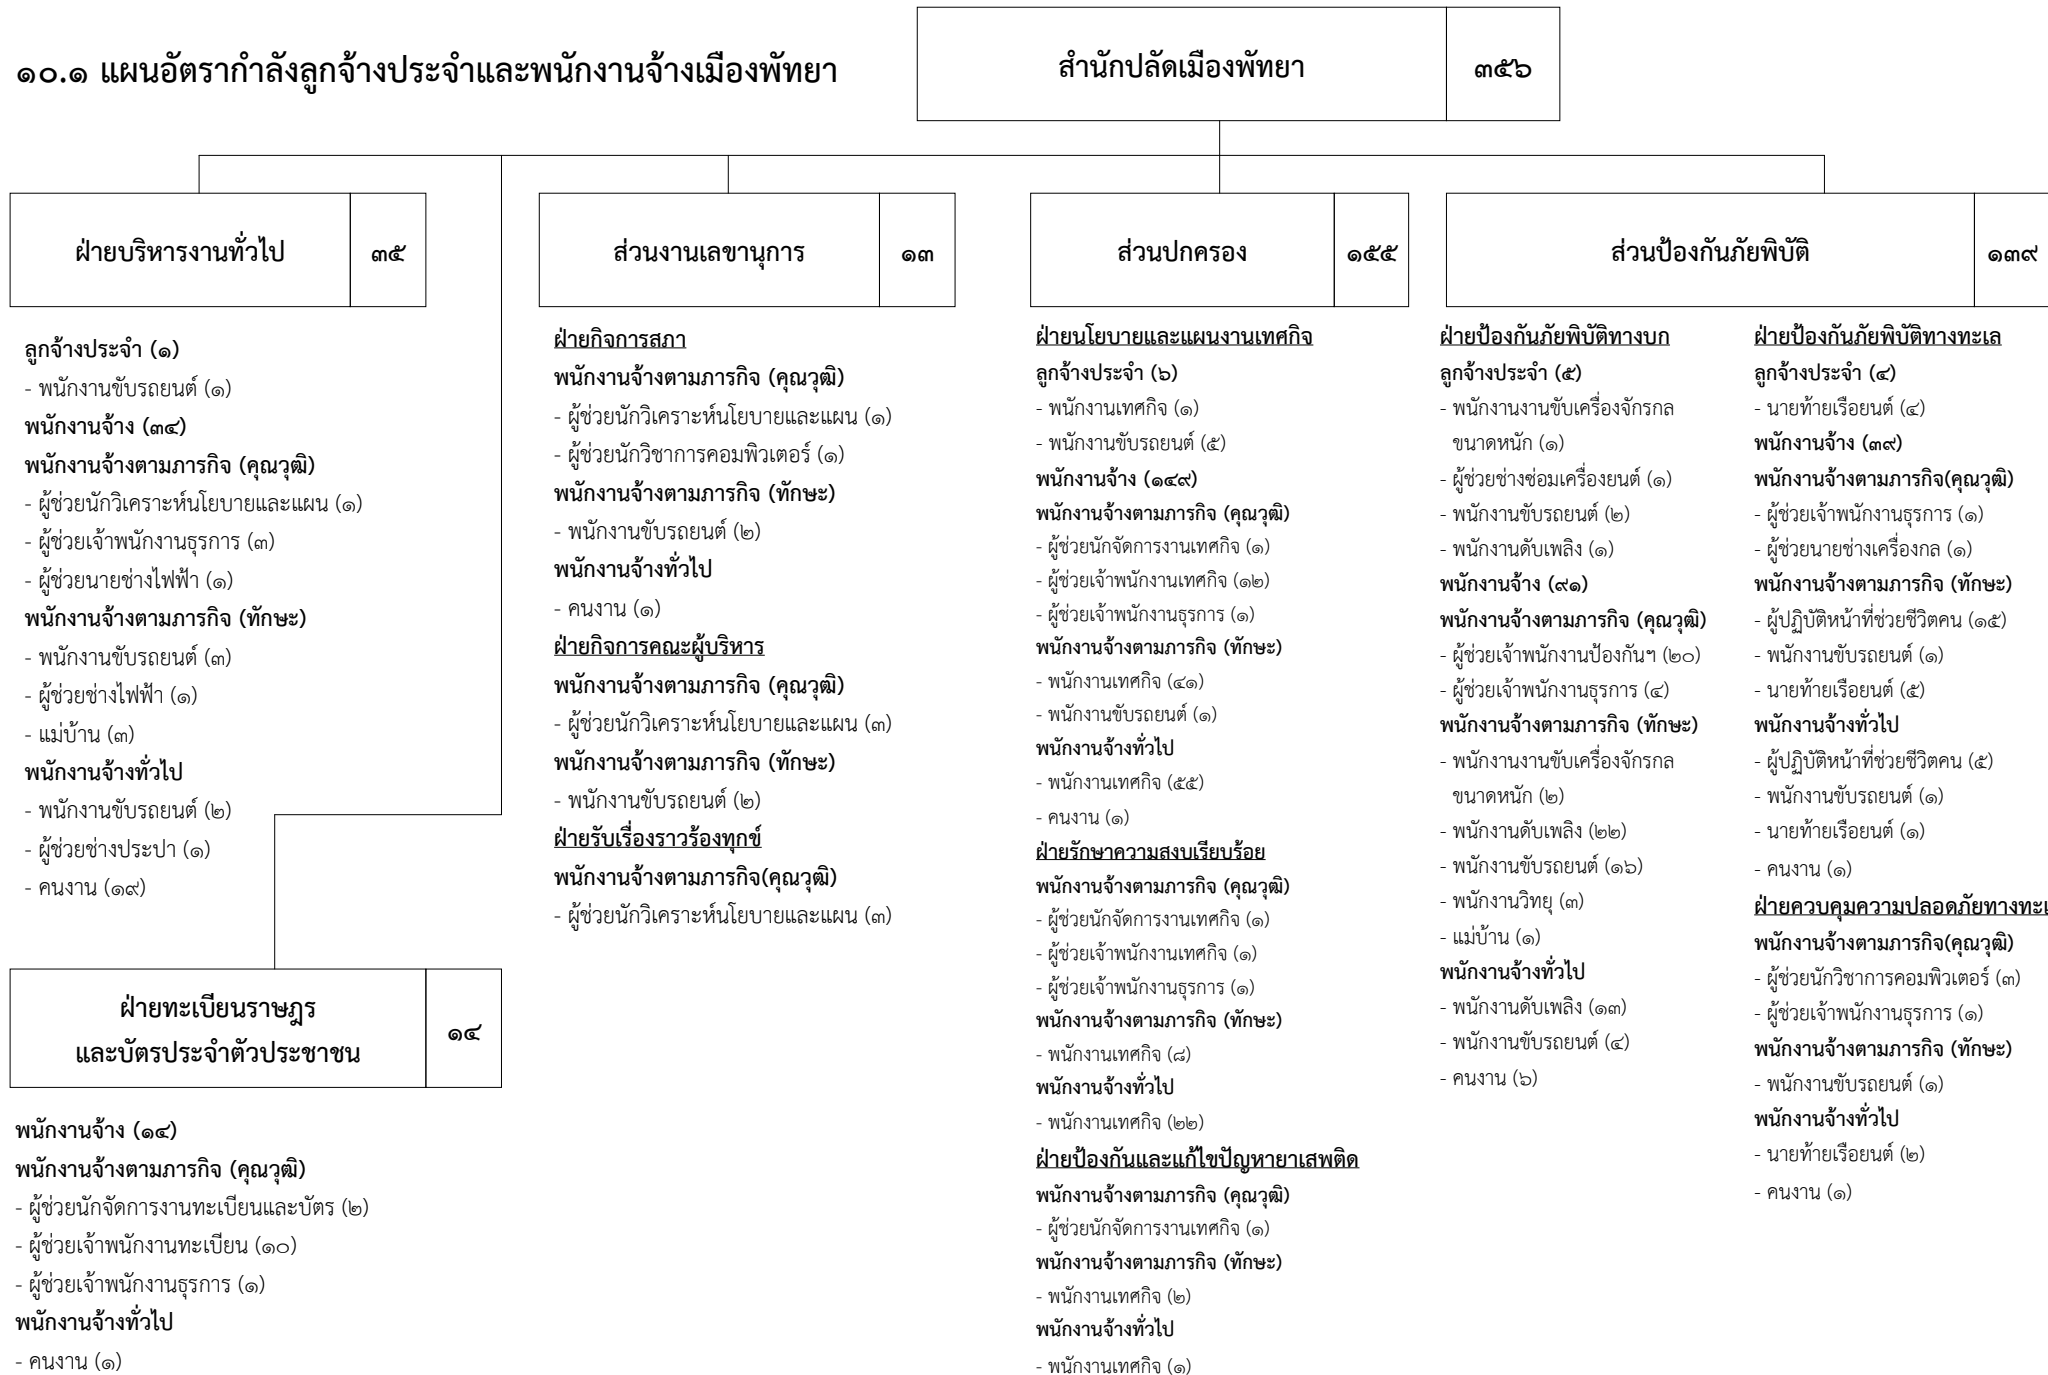 ๑๐.๑ แผนอัตรากำลังลูกจ้างประจำและพนักงานจ้างเมืองพัทยา
สำนักปลัดเมืองพัทยา ๓๕๖
ฝ่ายบริหารงานทั่วไป ๓๕
ลูกจ้างประจำ (๑)
- พนักงานขับรถยนต์ (๑)
พนักงานจ้าง (๓๔)
พนักงานจ้างตามภารกิจ (คุณวุฒิ)
- ผู้ช่วยนักวิเคราะห์นโยบายและแผน (๑)
- ผู้ช่วยเจ้าพนักงานธุรการ (๓)
- ผู้ช่วยนายช่างไฟฟ้า (๑)
พนักงานจ้างตามภารกิจ (ทักษะ)
- พนักงานขับรถยนต์ (๓)
- ผู้ช่วยช่างไฟฟ้า (๑)
- แม่บ้าน (๓)
พนักงานจ้างทั่วไป
- พนักงานขับรถยนต์ (๒)
- ผู้ช่วยช่างประปา (๑)
- คนงาน (๑๙)
ฝ่ายทะเบียนราษฎร
และบัตรประจำตัวประชาชน ๑๔
พนักงานจ้าง (๑๔)
พนักงานจ้างตามภารกิจ (คุณวุฒิ)
- ผู้ช่วยนักจัดการงานทะเบียนและบัตร (๒)
- ผู้ช่วยเจ้าพนักงานทะเบียน (๑๐)
- ผู้ช่วยเจ้าพนักงานธุรการ (๑)
พนักงานจ้างทั่วไป
- คนงาน (๑)
ส่วนงานเลขานุการ ๑๓
ฝ่ายกิจการสภา
พนักงานจ้างตามภารกิจ (คุณวุฒิ)
- ผู้ช่วยนักวิเคราะห์นโยบายและแผน (๑)
- ผู้ช่วยนักวิชาการคอมพิวเตอร์ (๑)
พนักงานจ้างตามภารกิจ (ทักษะ)
- พนักงานขับรถยนต์ (๒)
พนักงานจ้างทั่วไป
- คนงาน (๑)
ฝ่ายกิจการคณะผู้บริหาร
พนักงานจ้างตามภารกิจ (คุณวุฒิ)
- ผู้ช่วยนักวิเคราะห์นโยบายและแผน (๓)
พนักงานจ้างตามภารกิจ (ทักษะ)
- พนักงานขับรถยนต์ (๒)
ฝ่ายรับเรื่องราวร้องทุกข์
พนักงานจ้างตามภารกิจ(คุณวุฒิ)
- ผู้ช่วยนักวิเคราะห์นโยบายและแผน (๓)
ส่วนปกครอง ๑๕๕
ฝ่ายนโยบายและแผนงานเทศกิจ
ลูกจ้างประจำ (๖)
- พนักงานเทศกิจ (๑)
- พนักงานขับรถยนต์ (๕)
พนักงานจ้าง (๑๔๙)
พนักงานจ้างตามภารกิจ (คุณวุฒิ)
- ผู้ช่วยนักจัดการงานเทศกิจ (๑)
- ผู้ช่วยเจ้าพนักงานเทศกิจ (๑๒)
- ผู้ช่วยเจ้าพนักงานธุรการ (๑)
พนักงานจ้างตามภารกิจ (ทักษะ)
- พนักงานเทศกิจ (๔๑)
- พนักงานขับรถยนต์ (๑)
พนักงานจ้างทั่วไป
- พนักงานเทศกิจ (๕๕)
- คนงาน (๑)
ฝ่ายรักษาความสงบเรียบร้อย
พนักงานจ้างตามภารกิจ (คุณวุฒิ)
- ผู้ช่วยนักจัดการงานเทศกิจ (๑)
- ผู้ช่วยเจ้าพนักงานเทศกิจ (๑)
- ผู้ช่วยเจ้าพนักงานธุรการ (๑)
พนักงานจ้างตามภารกิจ (ทักษะ)
- พนักงานเทศกิจ (๘)
พนักงานจ้างทั่วไป
- พนักงานเทศกิจ (๒๒)
ฝ่ายป้องกันและแก้ไขปัญหายาเสพติด
พนักงานจ้างตามภารกิจ (คุณวุฒิ)
- ผู้ช่วยนักจัดการงานเทศกิจ (๑)
พนักงานจ้างตามภารกิจ (ทักษะ)
- พนักงานเทศกิจ (๒)
พนักงานจ้างทั่วไป
- พนักงานเทศกิจ (๑)
ส่วนป้องกันภัยพิบัติ ๑๓๙
ฝ่ายป้องกันภัยพิบัติทางบก
ลูกจ้างประจำ (๕)
- พนักงานงานขับเครื่องจักรกล
ขนาดหนัก (๑)
- ผู้ช่วยช่างซ่อมเครื่องยนต์ (๑)
- พนักงานขับรถยนต์ (๒)
- พนักงานดับเพลิง (๑)
พนักงานจ้าง (๙๑)
พนักงานจ้างตามภารกิจ (คุณวุฒิ)
- ผู้ช่วยเจ้าพนักงานป้องกันฯ (๒๐)
- ผู้ช่วยเจ้าพนักงานธุรการ (๔)
พนักงานจ้างตามภารกิจ (ทักษะ)
- พนักงานงานขับเครื่องจักรกล
ขนาดหนัก (๒)
- พนักงานดับเพลิง (๒๒)
- พนักงานขับรถยนต์ (๑๖)
- พนักงานวิทยุ (๓)
- แม่บ้าน (๑)
พนักงานจ้างทั่วไป
- พนักงานดับเพลิง (๑๓)
- พนักงานขับรถยนต์ (๔)
- คนงาน (๖)
ฝ่ายป้องกันภัยพิบัติทางทะเล
ลูกจ้างประจำ (๔)
- นายท้ายเรือยนต์ (๔)
พนักงานจ้าง (๓๙)
พนักงานจ้างตามภารกิจ(คุณวุฒิ)
- ผู้ช่วยเจ้าพนักงานธุรการ (๑)
- ผู้ช่วยนายช่างเครื่องกล (๑)
พนักงานจ้างตามภารกิจ (ทักษะ)
- ผู้ปฏิบัติหน้าที่ช่วยชีวิตคน (๑๕)
- พนักงานขับรถยนต์ (๑)
- นายท้ายเรือยนต์ (๕)
พนักงานจ้างทั่วไป
- ผู้ปฏิบัติหน้าที่ช่วยชีวิตคน (๕)
- พนักงานขับรถยนต์ (๑)
- นายท้ายเรือยนต์ (๑)
- คนงาน (๑)
ฝ่ายควบคุมความปลอดภัยทางทะเ
พนักงานจ้างตามภารกิจ(คุณวุฒิ)
- ผู้ช่วยนักวิชาการคอมพิวเตอร์ (๓)
- ผู้ช่วยเจ้าพนักงานธุรการ (๑)
พนักงานจ้างตามภารกิจ (ทักษะ)
- พนักงานขับรถยนต์ (๑)
พนักงานจ้างทั่วไป
- นายท้ายเรือยนต์ (๒)
- คนงาน (๑)